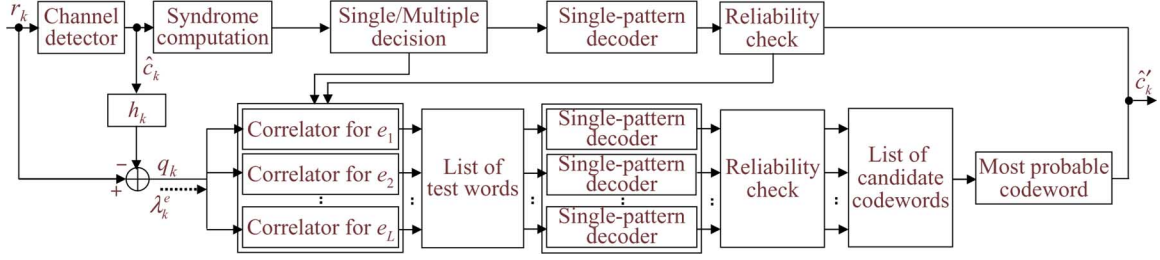 r_k
Channel
detector
Syndrome
computation
Single/Multiple
decision
Single-pattern
decoder
Reliability
check
ĉ_k
ĉ′_k
h_k
−
+
q_k
λ_k^e
Correlator for e_1
Correlator for e_2
Correlator for e_L
List of
test words
Single-pattern
decoder
Single-pattern
decoder
Single-pattern
decoder
Reliability
check
List of
candidate
codewords
Most probable
codeword